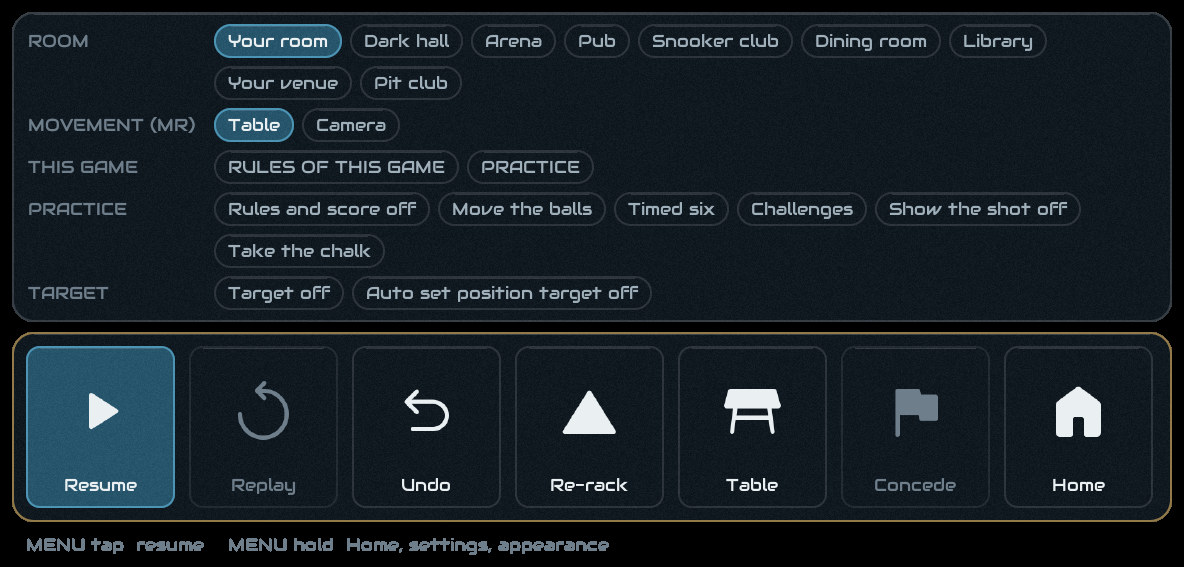 ROOM Your room Dark hall Arena Pub Snooker club Dining room Library
Your venue Pit club
MOVEMENT (MR) Table Camera
THIS GAME RULES OF THIS GAME PRACTICE
PRACTICE Rules and score off Move the balls Timed six Challenges Show the shot off
Take the chalk
TARGET Target off Auto set position target off
Resume Replay Undo Re-rack Table Concede Home
MENU tap resume MENU hold Home, settings, appearance